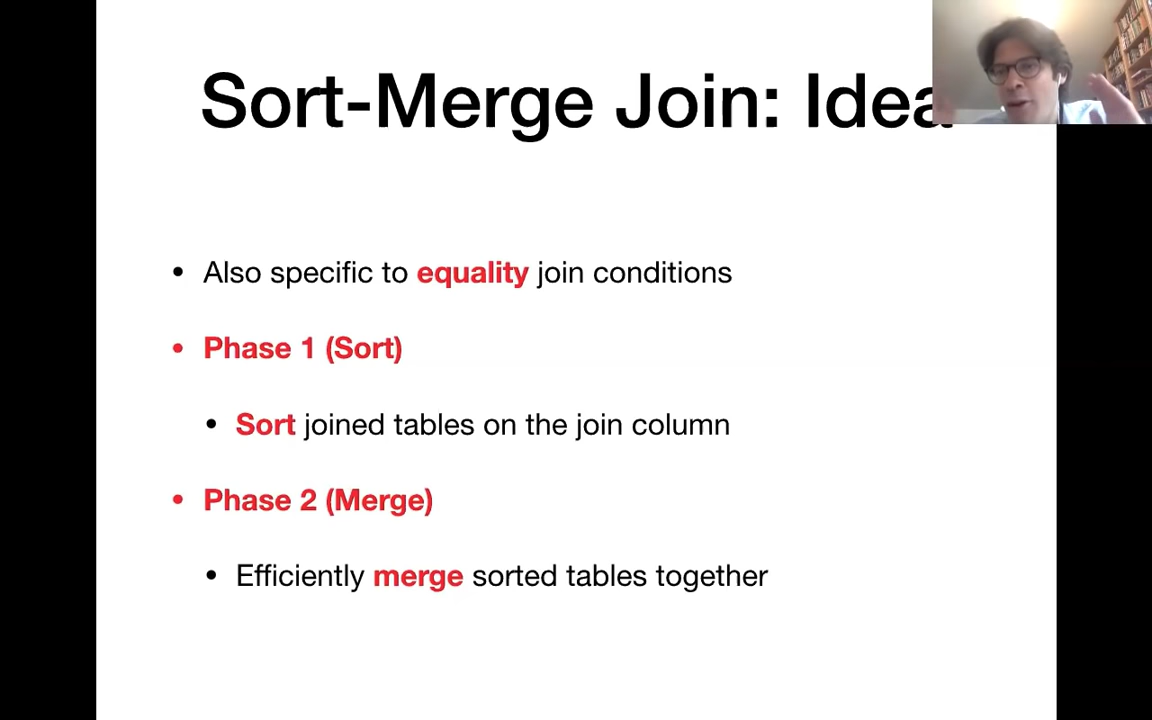 Sort-Merge Join: Idea
• Also specific to equality join conditions
• Phase 1 (Sort)
• Sort joined tables on the join column
• Phase 2 (Merge)
• Efficiently merge sorted tables together